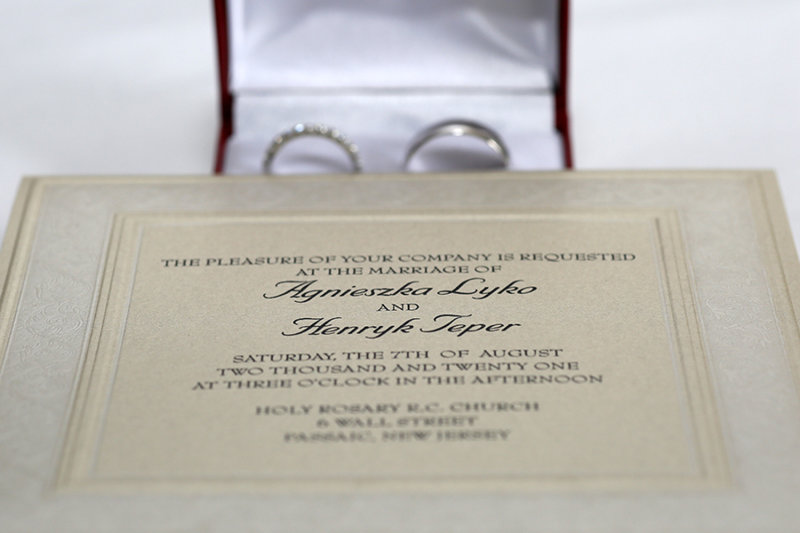 THE PLEASURE OF YOUR COMPANY IS REQUESTED
AT THE MARRIAGE OF
Agnieszka Lyko
AND
Henryk Teper
SATURDAY, THE 7TH OF AUGUST
TWO THOUSAND AND TWENTY ONE
AT THREE O'CLOCK IN THE AFTERNOON
HOLY ROSARY R.C. CHURCH
6 WALL STREET
PASSAIC, NEW JERSEY